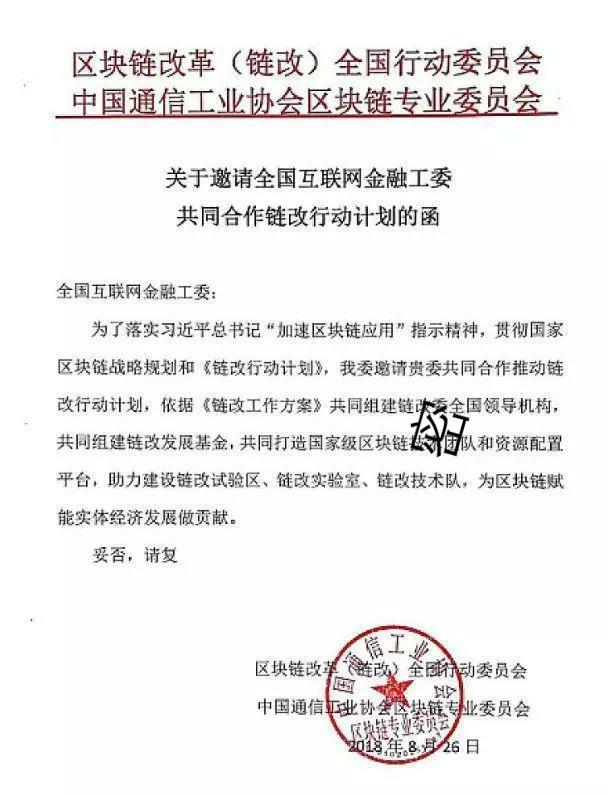 区块链改革（链改）全国行动委员会
中国通信工业协会区块链专业委员会
关于邀请全国互联网金融工委
共同合作链改行动计划的函
全国互联网金融工委：
为了落实习近平总书记“加速区块链应用”指示精神，贯彻国家
区块链战略规划和《链改行动计划》，我委邀请贵委共同合作推动链
改行动计划，依据《链改工作方案》共同组建链改委全国领导机构，
共同组建链改发展基金，共同打造国家级区块链技术团队和资源配置
平台，助力建设链改试验区、链改实验室、链改技术队，为区块链赋
能实体经济发展做贡献。
妥否，请复
区块链改革（链改）全国行动委员会
中国通信工业协会区块链专业委员会
2018年8月26日
中国通信工业协会
区块链专业委员会